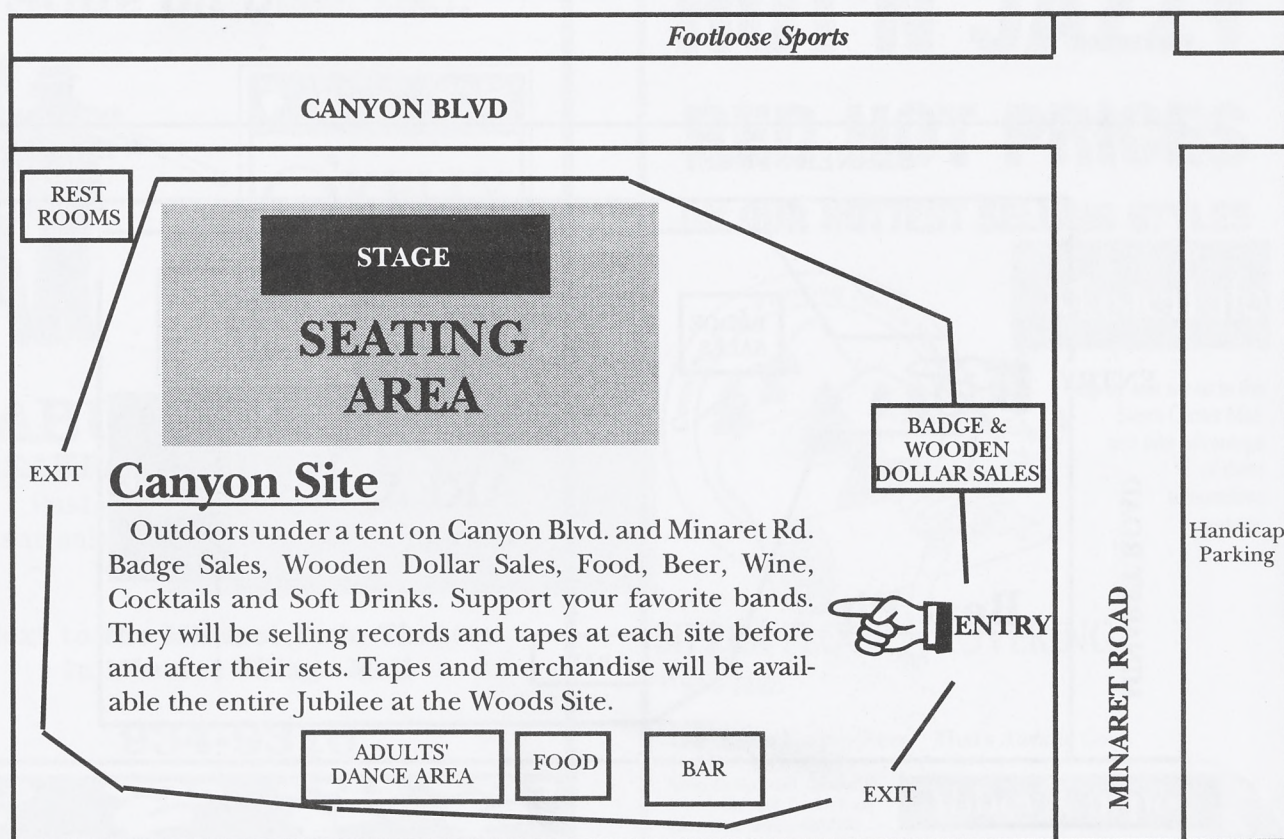 Footloose Sports
CANYON BLVD
REST
ROOMS
STAGE
SEATING
AREA
BADGE &
WOODEN
DOLLAR SALES
EXIT
Canyon Site
Outdoors under a tent on Canyon Blvd. and Minaret Rd.
Badge Sales, Wooden Dollar Sales, Food, Beer, Wine,
Cocktails and Soft Drinks. Support your favorite bands.
They will be selling records and tapes at each site before
and after their sets. Tapes and merchandise will be avail-
able the entire Jubilee at the Woods Site.
ENTRY
Handicap
Parking
MINARET ROAD
ADULTS'
DANCE AREA
FOOD
BAR
EXIT